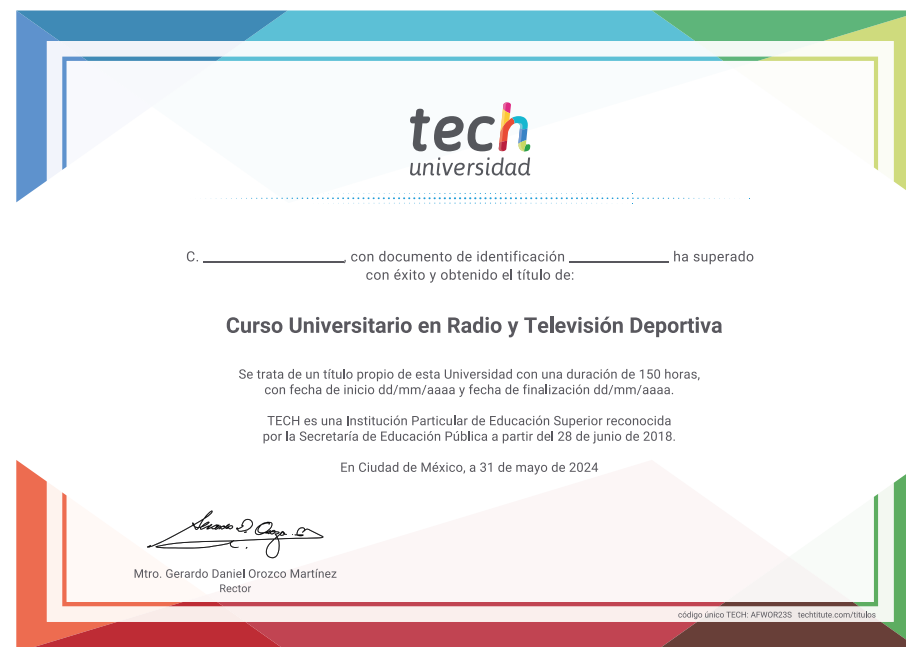 tech
universidad
C. ____________, con documento de identificación ____________ ha superado
con éxito y obtenido el título de:
Curso Universitario en Radio y Televisión Deportiva
Se trata de un título propio de esta Universidad con una duración de 150 horas,
con fecha de inicio dd/mm/aaaa y fecha de finalización dd/mm/aaaa.
TECH es una Institución Particular de Educación Superior reconocida
por la Secretaría de Educación Pública a partir del 28 de junio de 2018.
En Ciudad de México, a 31 de mayo de 2024
Mtro. Gerardo Daniel Orozco Martínez
Rector
código único TECH: AFWOR23S techtitute.com/titulos